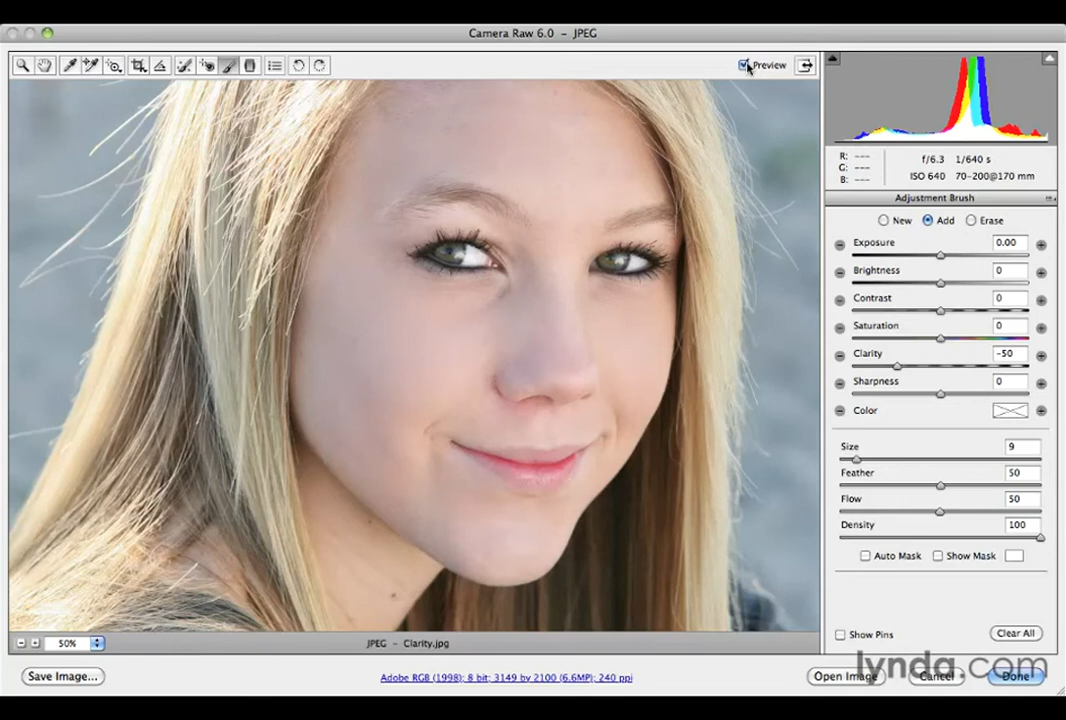 Camera Raw 6.0 – JPEG
Preview
R: ---
G: ---
B: ---
f/6.3 1/640 s
ISO 640 70-200@170 mm
Adjustment Brush
New Add Erase
Exposure 0.00
Brightness 0
Contrast 0
Saturation 0
Clarity -50
Sharpness 0
Color
Size 9
Feather 50
Flow 50
Density 100
Auto Mask Show Mask
Show Pins Clear All
50% JPEG – Clarity.jpg
lynda.com
Save Image... Adobe RGB (1998); 8 bit; 3149 by 2100 (6.6MP); 240 ppi Open Image Cancel Done